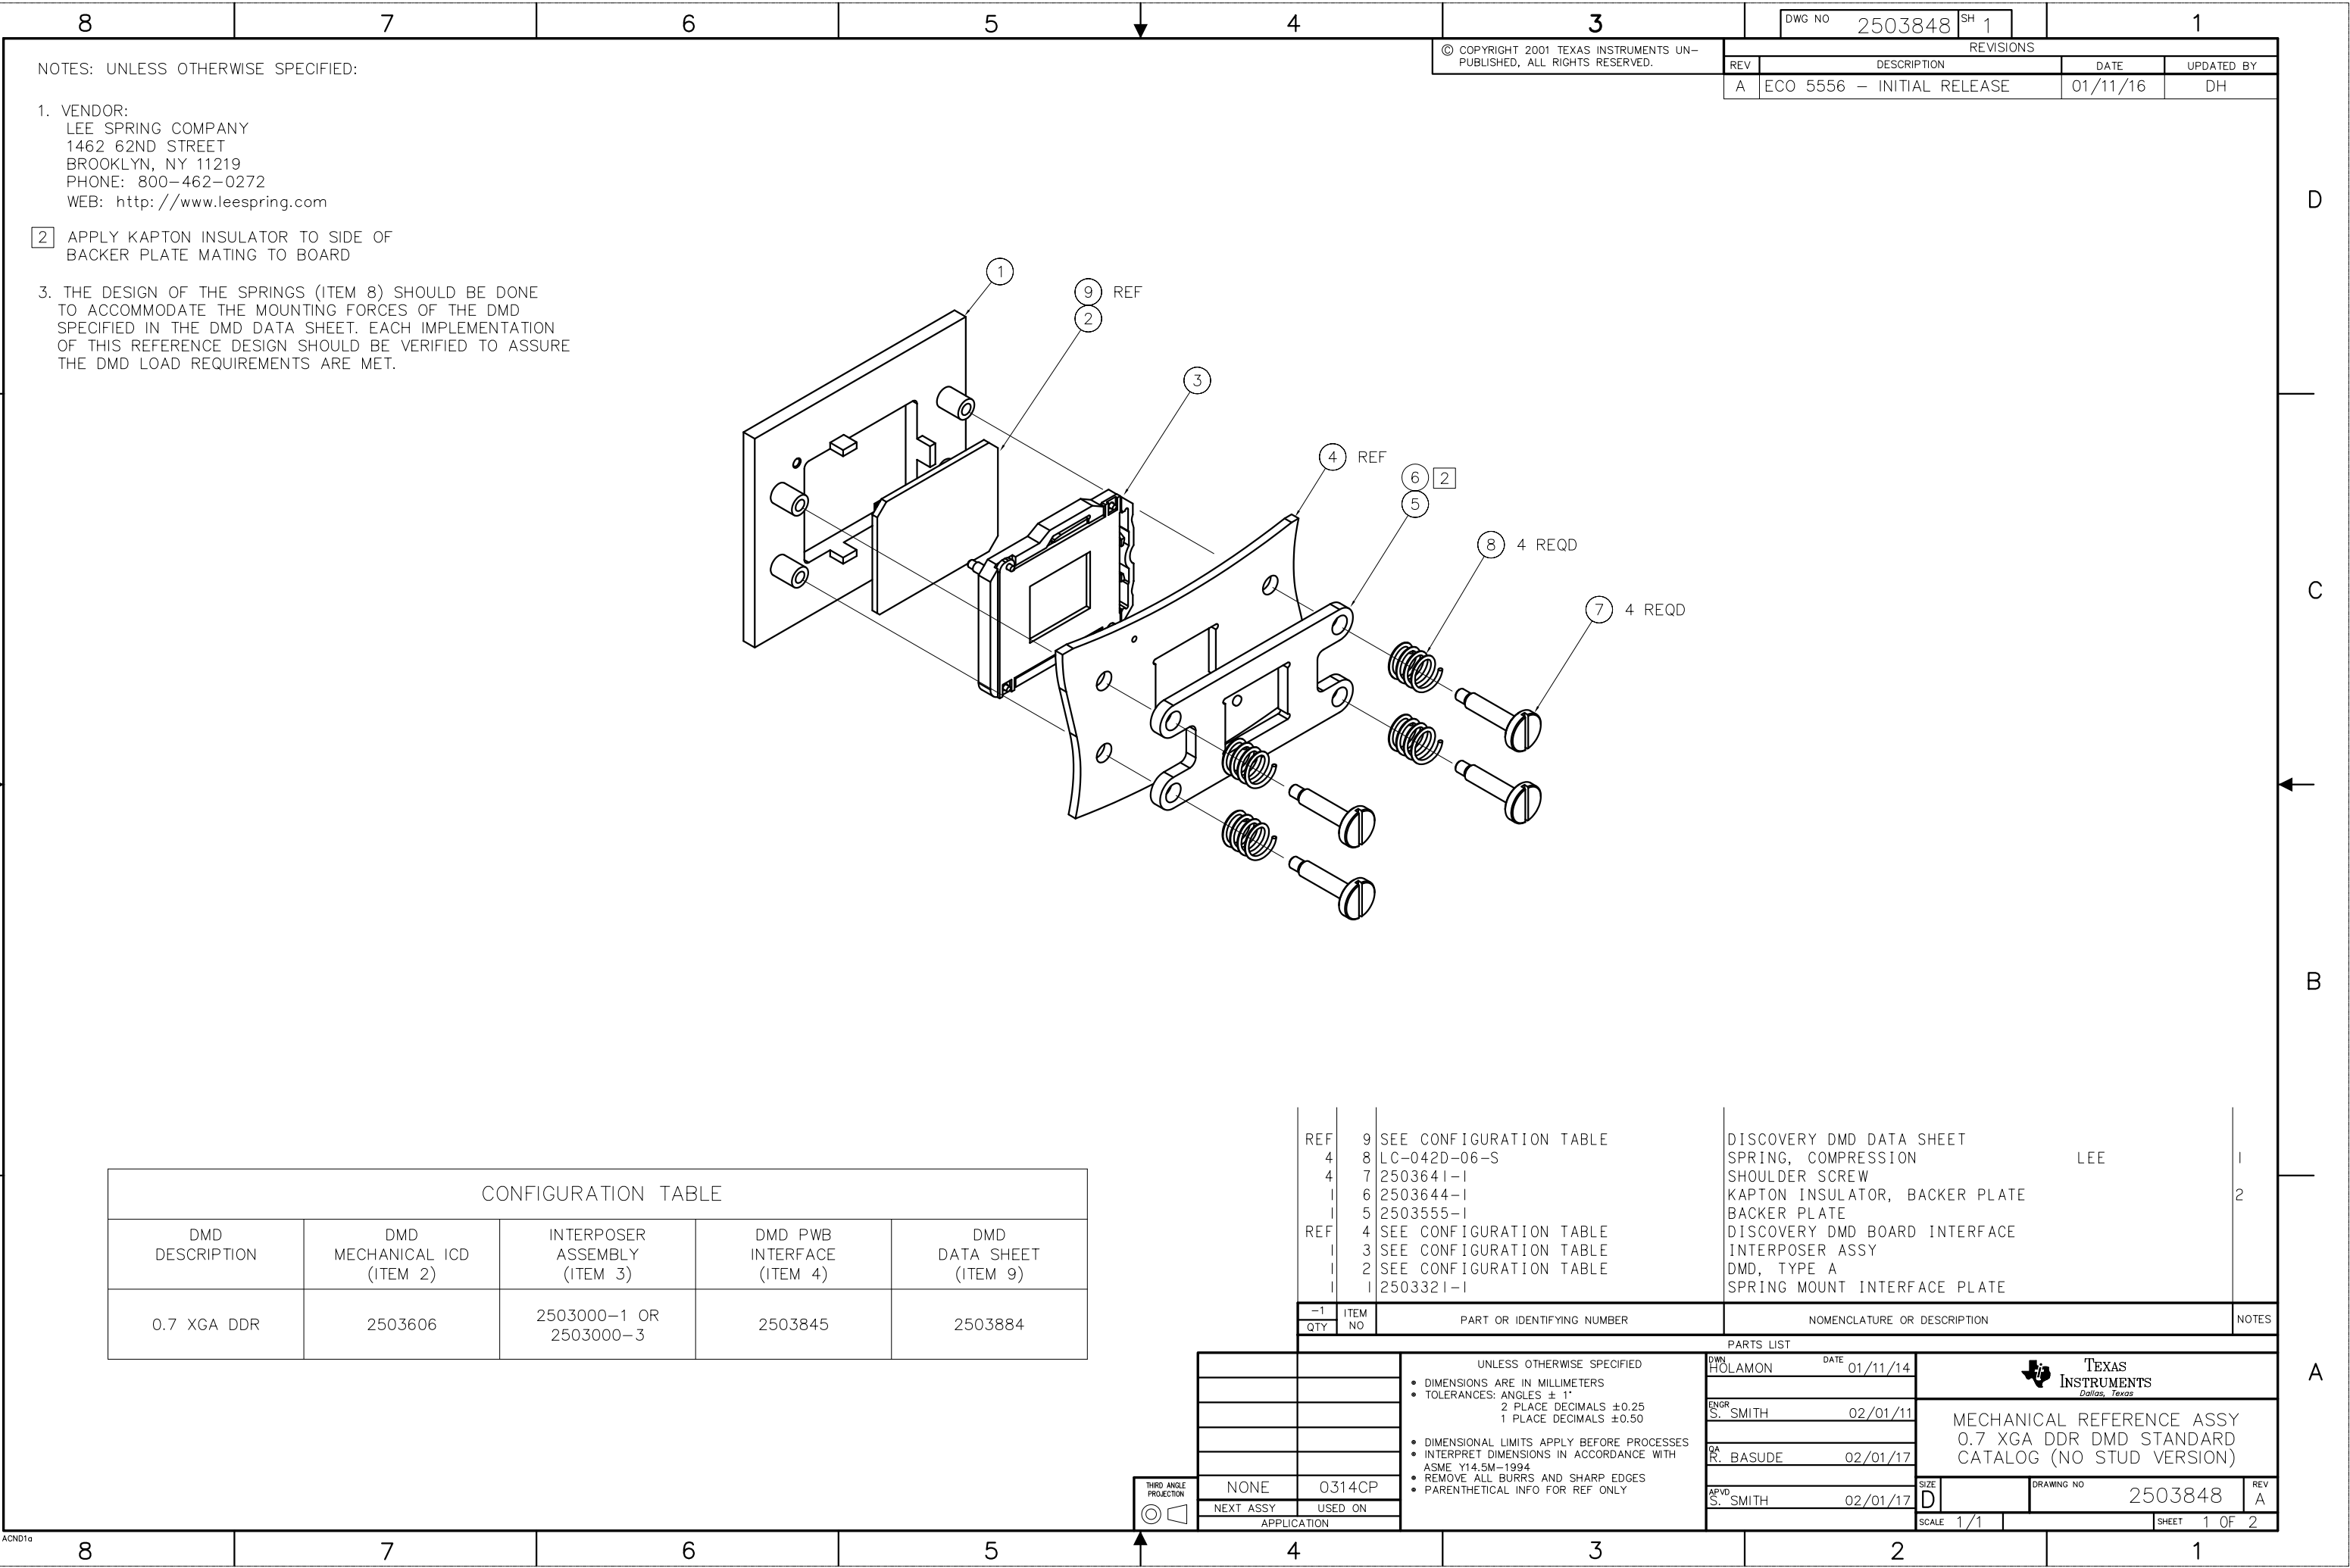 8 7 6 5 4 3 1
DWG NO 2503848 SH 1
© COPYRIGHT 2001 TEXAS INSTRUMENTS UN-
PUBLISHED, ALL RIGHTS RESERVED.
REVISIONS
REV DESCRIPTION DATE UPDATED BY
A ECO 5556 - INITIAL RELEASE 01/11/16 DH
NOTES: UNLESS OTHERWISE SPECIFIED:
1. VENDOR:
LEE SPRING COMPANY
1462 62ND STREET
BROOKLYN, NY 11219
PHONE: 800-462-0272
WEB: http://www.leespring.com
2 APPLY KAPTON INSULATOR TO SIDE OF
BACKER PLATE MATING TO BOARD
3. THE DESIGN OF THE SPRINGS (ITEM 8) SHOULD BE DONE
TO ACCOMMODATE THE MOUNTING FORCES OF THE DMD
SPECIFIED IN THE DMD DATA SHEET. EACH IMPLEMENTATION
OF THIS REFERENCE DESIGN SHOULD BE VERIFIED TO ASSURE
THE DMD LOAD REQUIREMENTS ARE MET.
D
C
B
A
1
9 REF
2
3
4 REF
6 2
5
8 4 REQD
7 4 REQD
CONFIGURATION TABLE
DMD DESCRIPTION
DMD MECHANICAL ICD (ITEM 2)
INTERPOSER ASSEMBLY (ITEM 3)
DMD PWB INTERFACE (ITEM 4)
DMD DATA SHEET (ITEM 9)
0.7 XGA DDR
2503606
2503000-1 OR
2503000-3
2503845
2503884
REF 9 SEE CONFIGURATION TABLE DISCOVERY DMD DATA SHEET
4 8 LC-042D-06-S SPRING, COMPRESSION LEE 1
4 7 2503641-1 SHOULDER SCREW
1 6 2503644-1 KAPTON INSULATOR, BACKER PLATE 2
1 5 2503555-1 BACKER PLATE
REF 4 SEE CONFIGURATION TABLE DISCOVERY DMD BOARD INTERFACE
1 3 SEE CONFIGURATION TABLE INTERPOSER ASSY
1 2 SEE CONFIGURATION TABLE DMD, TYPE A
1 1 2503321-1 SPRING MOUNT INTERFACE PLATE
-1 QTY ITEM NO PART OR IDENTIFYING NUMBER NOMENCLATURE OR DESCRIPTION NOTES
PARTS LIST
UNLESS OTHERWISE SPECIFIED
• DIMENSIONS ARE IN MILLIMETERS
• TOLERANCES: ANGLES ± 1°
2 PLACE DECIMALS ±0.25
1 PLACE DECIMALS ±0.50
• DIMENSIONAL LIMITS APPLY BEFORE PROCESSES
• INTERPRET DIMENSIONS IN ACCORDANCE WITH
ASME Y14.5M-1994
• REMOVE ALL BURRS AND SHARP EDGES
• PARENTHETICAL INFO FOR REF ONLY
THIRD ANGLE
PROJECTION
NONE 0314CP
NEXT ASSY USED ON
APPLICATION
DWN HOLAMON DATE 01/11/14
ENGR S. SMITH 02/01/11
QA R. BASUDE 02/01/17
APVD S. SMITH 02/01/17
TEXAS
INSTRUMENTS
Dallas, Texas
MECHANICAL REFERENCE ASSY
0.7 XGA DDR DMD STANDARD
CATALOG (NO STUD VERSION)
SIZE D DRAWING NO 2503848 REV A
SCALE 1/1 SHEET 1 OF 2
ACND1a
8 7 6 5 4 3 2 1